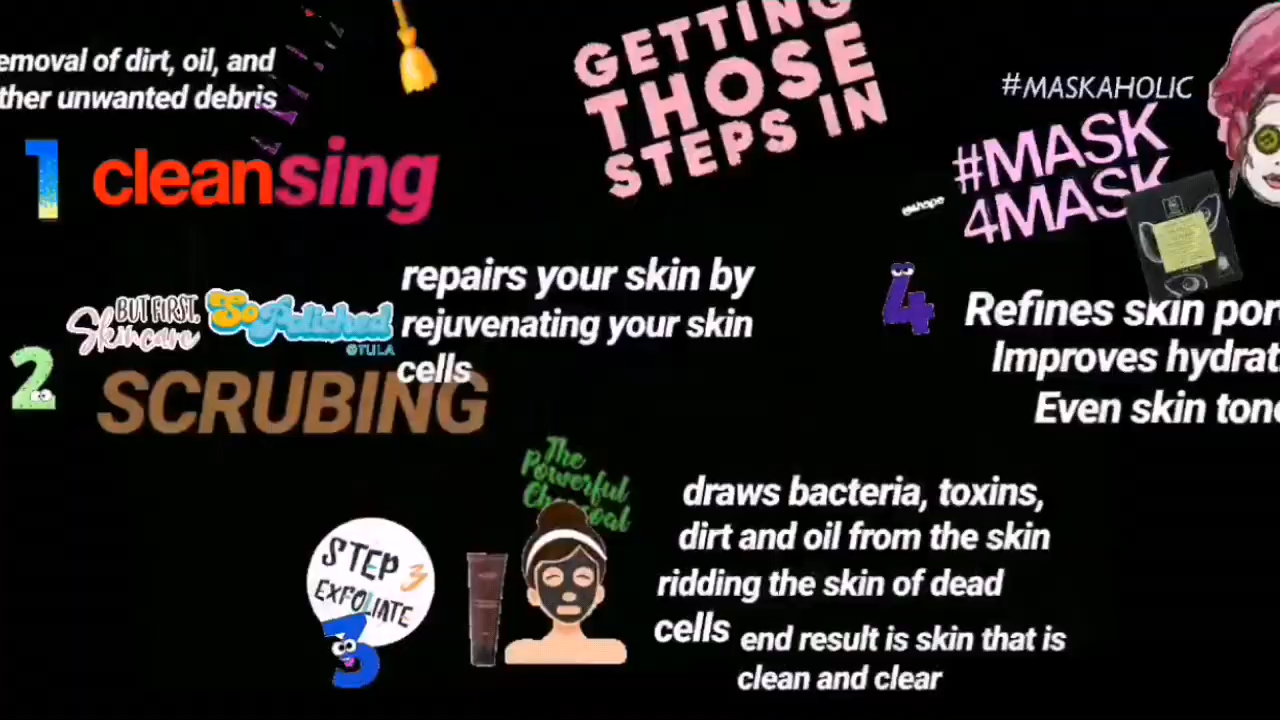 emoval of dirt, oil, and
ther unwanted debris
1 cleansing
GETTING
THOSE
STEPS IN
#MASKAHOLIC
#MASK
4MASK
@shape
BUT FIRST,
Skincare
So Polished
@TULA
2
SCRUBING
repairs your skin by
rejuvenating your skin
cells
4
Refines skin por
Improves hydrat
Even skin tone
The
Powerful
Charcoal
STEP 3
EXFOLIATE
3
draws bacteria, toxins,
dirt and oil from the skin
ridding the skin of dead
cells
end result is skin that is
clean and clear